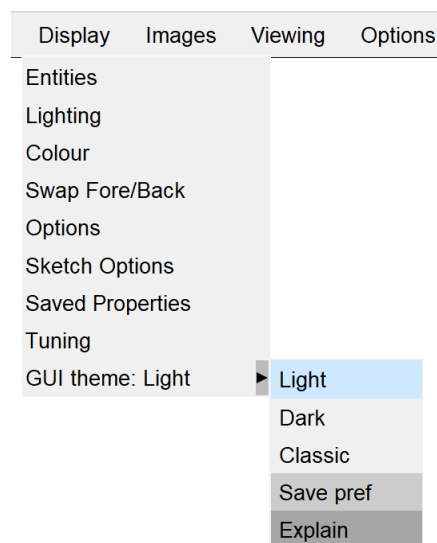 Display Images Viewing Options
Entities
Lighting
Colour
Swap Fore/Back
Options
Sketch Options
Saved Properties
Tuning
GUI theme: Light
Light
Dark
Classic
Save pref
Explain